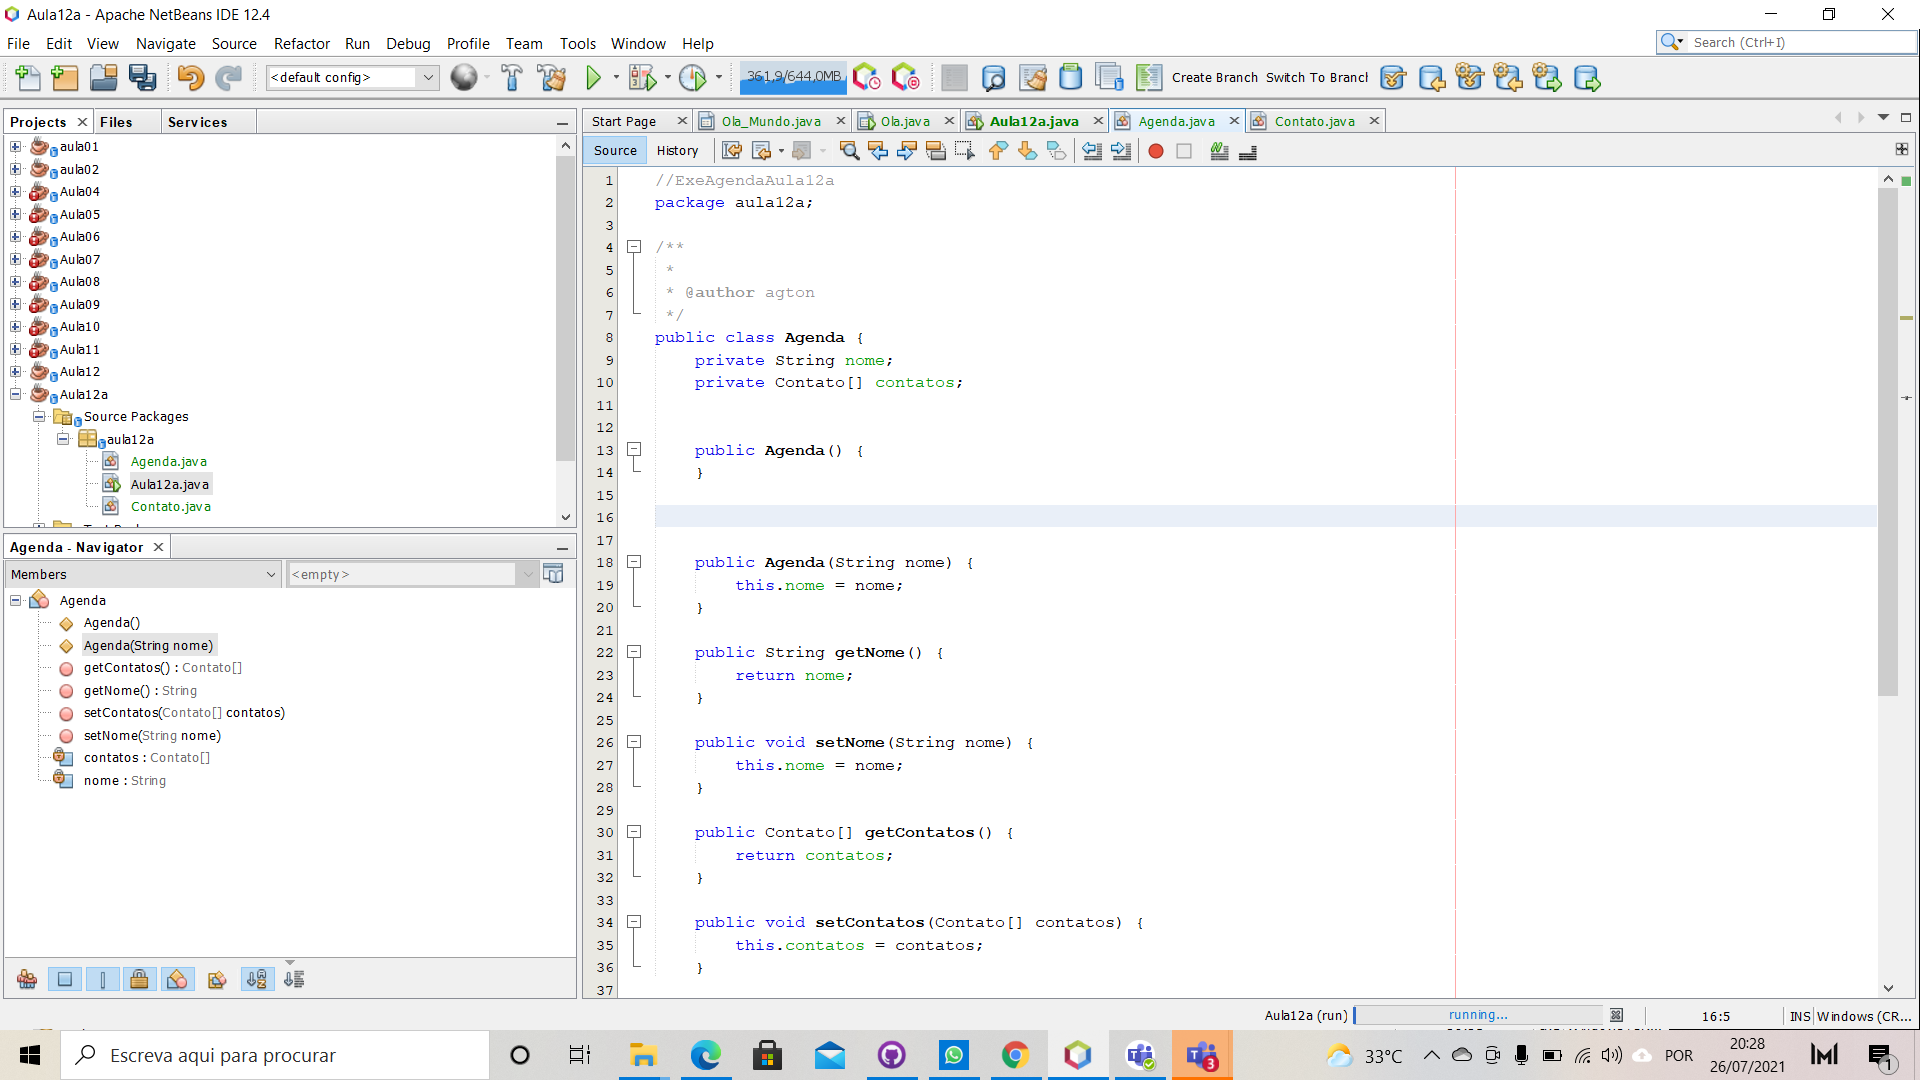 Aula12a - Apache NetBeans IDE 12.4
File Edit View Navigate Source Refactor Run Debug Profile Team Tools Window Help
Search (Ctrl+I)
<default config>
361,9/644,0MB
Create Branch Switch To Branch
Projects Files Services
Start Page Ola_Mundo.java Ola.java Aula12a.java Agenda.java Contato.java
Source History
aula01
aula02
Aula04
Aula05
Aula06
Aula07
Aula08
Aula09
Aula10
Aula11
Aula12
Aula12a
Source Packages
aula12a
Agenda.java
Aula12a.java
Contato.java
Agenda - Navigator
Members
<empty>
Agenda
Agenda()
Agenda(String nome)
getContatos() : Contato[]
getNome() : String
setContatos(Contato[] contatos)
setNome(String nome)
contatos : Contato[]
nome : String
1 //ExeAgendaAula12a
2 package aula12a;
3
4 /**
5 *
6 * @author agton
7 */
8 public class Agenda {
9 private String nome;
10 private Contato[] contatos;
11
12
13 public Agenda() {
14 }
15
16
17
18 public Agenda(String nome) {
19 this.nome = nome;
20 }
21
22 public String getNome() {
23 return nome;
24 }
25
26 public void setNome(String nome) {
27 this.nome = nome;
28 }
29
30 public Contato[] getContatos() {
31 return contatos;
32 }
33
34 public void setContatos(Contato[] contatos) {
35 this.contatos = contatos;
36 }
37
Aula12a (run) running... 16:5 INS Windows (CR...
Escreva aqui para procurar
3
33°C
POR
20:28
26/07/2021
1